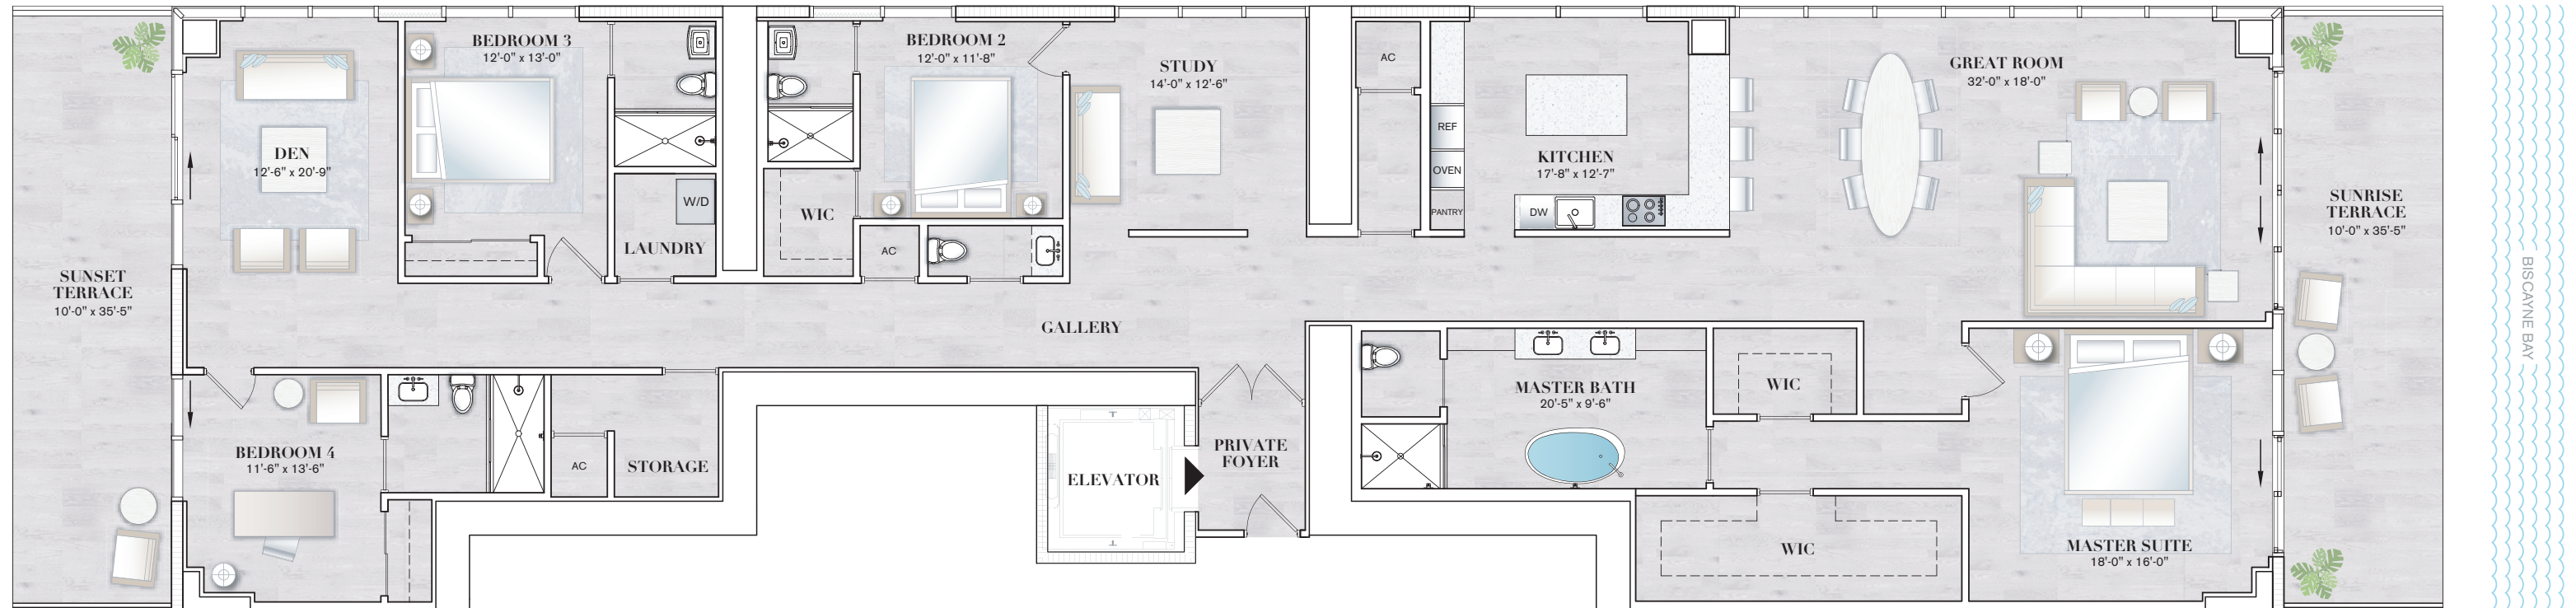 SUNSET
TERRACE
10'-0" x 35'-5"
DEN
12'-6" x 20'-9"
BEDROOM 3
12'-0" x 13'-0"
W/D
LAUNDRY
WIC
BEDROOM 2
12'-0" x 11'-8"
AC
STUDY
14'-0" x 12'-6"
AC
REF
OVEN
PANTRY
KITCHEN
17'-8" x 12'-7"
DW
GREAT ROOM
32'-0" x 18'-0"
SUNRISE
TERRACE
10'-0" x 35'-5"
BISCAYNE BAY
GALLERY
BEDROOM 4
11'-6" x 13'-6"
AC
STORAGE
ELEVATOR
PRIVATE
FOYER
MASTER BATH
20'-5" x 9'-6"
WIC
WIC
MASTER SUITE
18'-0" x 16'-0"